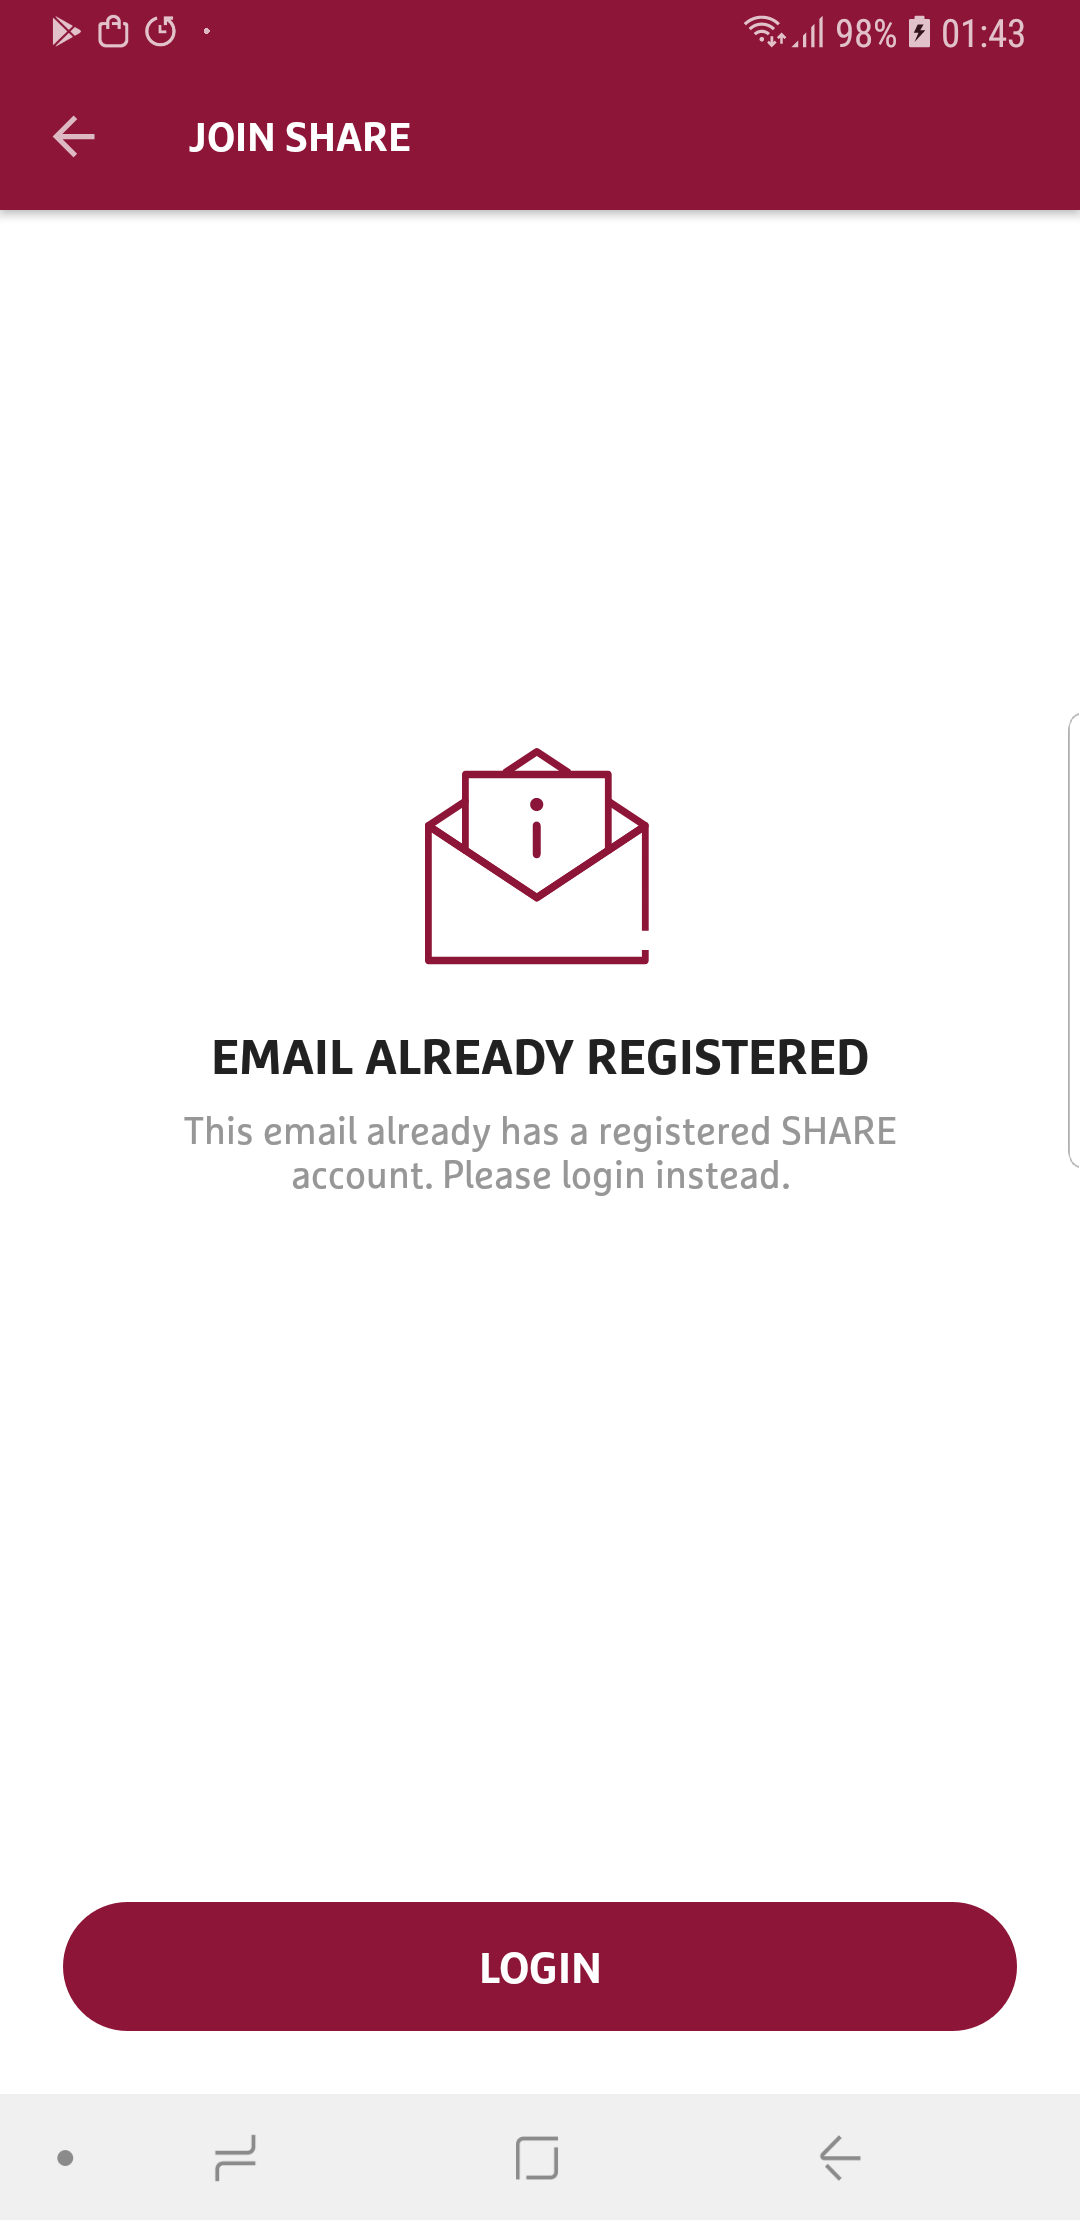 98% 01:43
JOIN SHARE
EMAIL ALREADY REGISTERED
This email already has a registered SHARE
account. Please login instead.
LOGIN